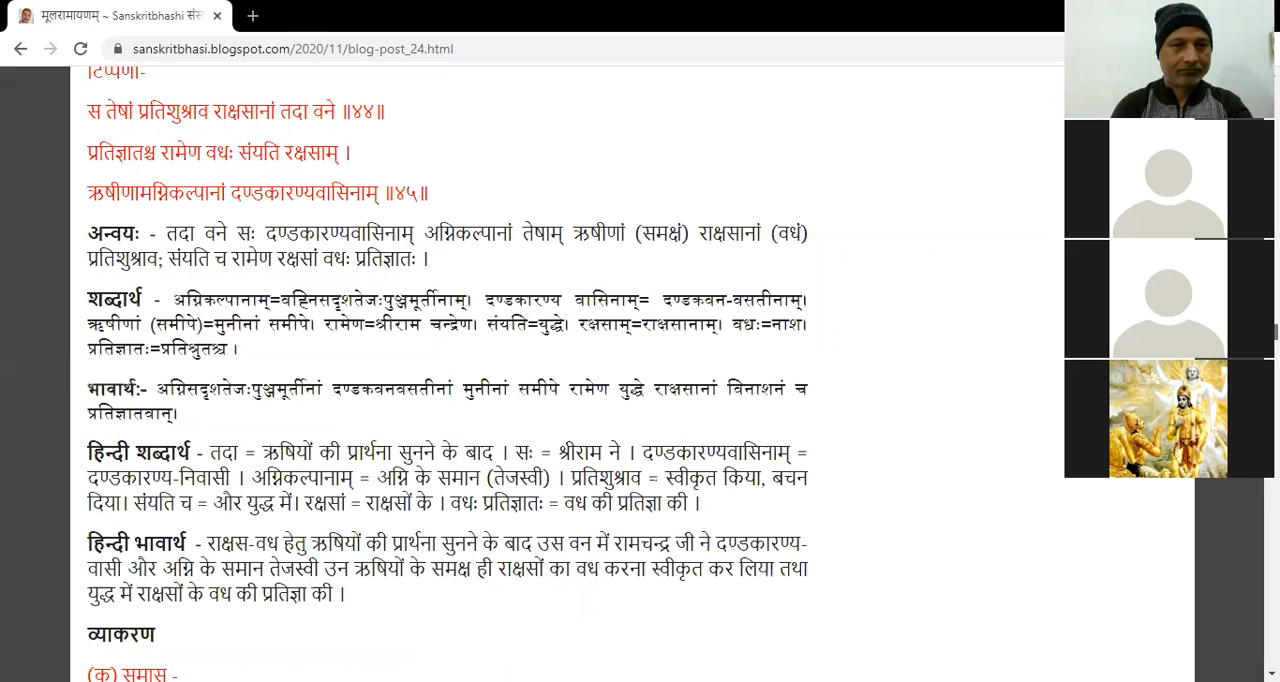 मूलरामायणम् ~ Sanskritbhashi संस्
sanskritbhasi.blogspot.com/2020/11/blog-post_24.html
टिप्पणी-
स तेषां प्रतिशुश्राव राक्षसानां तदा वने ॥४४॥
प्रतिज्ञातश्च रामेण वधः संयति रक्षसाम् ।
ऋषीणामग्निकल्पानां दण्डकारण्यवासिनाम् ॥४५॥
अन्वयः - तदा वने सः दण्डकारण्यवासिनाम् अग्निकल्पानां तेषाम् ऋषीणां (समक्षं) राक्षसानां (वधं)
प्रतिशुश्राव; संयति च रामेण रक्षसां वधः प्रतिज्ञातः ।
शब्दार्थ - अग्निकल्पानाम्=वह्निसदृशतेजःपुञ्जमूर्तीनाम्। दण्डकारण्य वासिनाम्= दण्डकवन-वसतीनाम्।
ऋषीणां (समीपे)=मुनीनां समीपे। रामेण=श्रीराम चन्द्रेण। संयति=युद्धे। रक्षसाम्=राक्षसानाम्। वधः=नाश।
प्रतिज्ञातः=प्रतिश्रुतश्च ।
भावार्थ:- अग्निसदृशतेजःपुञ्जमूर्तीनां दण्डकवनवसतीनां मुनीनां समीपे रामेण युद्धे राक्षसानां विनाशनं च
प्रतिज्ञातवान्।
हिन्दी शब्दार्थ - तदा = ऋषियों की प्रार्थना सुनने के बाद । सः = श्रीराम ने । दण्डकारण्यवासिनाम् =
दण्डकारण्य-निवासी । अग्निकल्पानाम् = अग्नि के समान (तेजस्वी) । प्रतिशुश्राव = स्वीकृत किया, बचन
दिया। संयति च = और युद्ध में। रक्षसां = राक्षसों के । वधः प्रतिज्ञातः = वध की प्रतिज्ञा की ।
हिन्दी भावार्थ - राक्षस-वध हेतु ऋषियों की प्रार्थना सुनने के बाद उस वन में रामचन्द्र जी ने दण्डकारण्य-
वासी और अग्नि के समान तेजस्वी उन ऋषियों के समक्ष ही राक्षसों का वध करना स्वीकृत कर लिया तथा
युद्ध में राक्षसों के वध की प्रतिज्ञा की ।
व्याकरण
(क) समास -